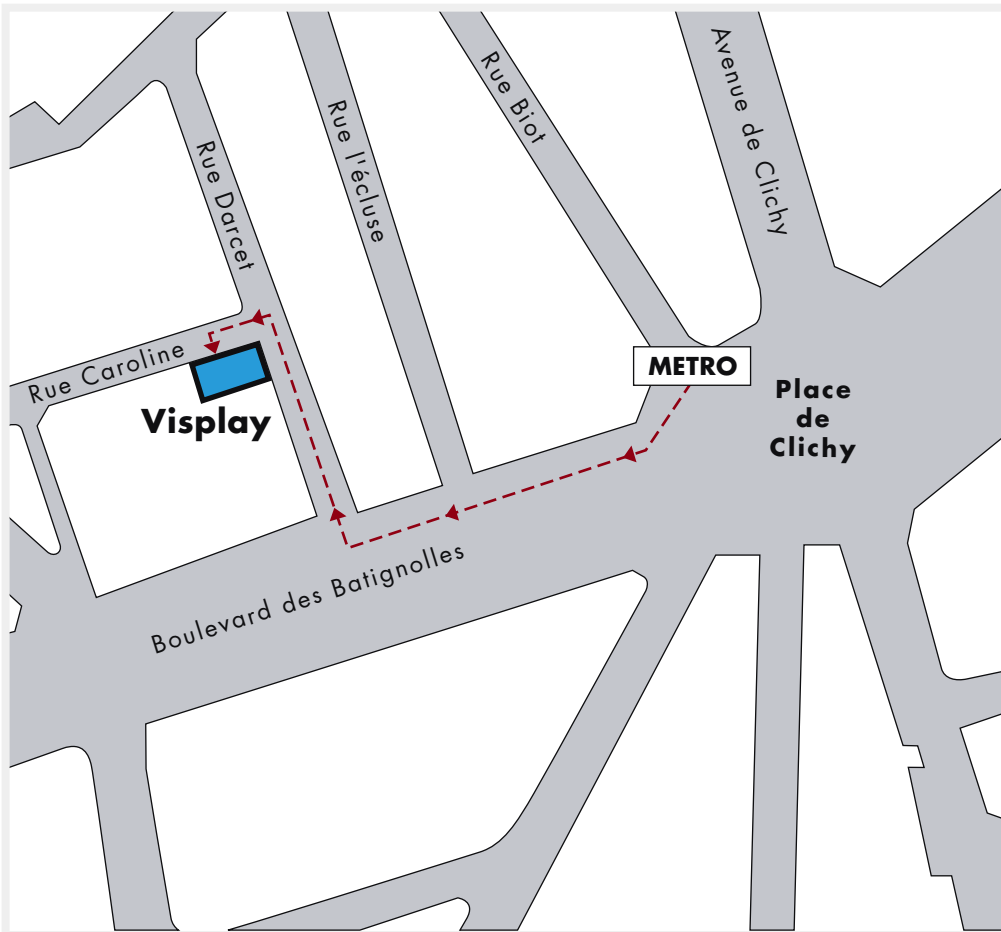 Avenue de Clichy
Rue Biot
Rue l'écluse
Rue Darcet
Rue Caroline
METRO
Visplay
Place
de
Clichy
Boulevard des Batignolles